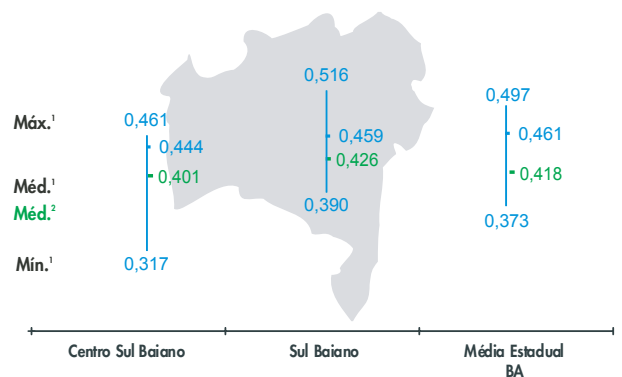 0,516
0,497
Máx.¹
0,461
0,444
0,459
0,461
0,426
0,401
0,418
Méd.¹
Méd.²
0,390
0,373
Mín.¹
0,317
Centro Sul Baiano
Sul Baiano
Média Estadual
BA